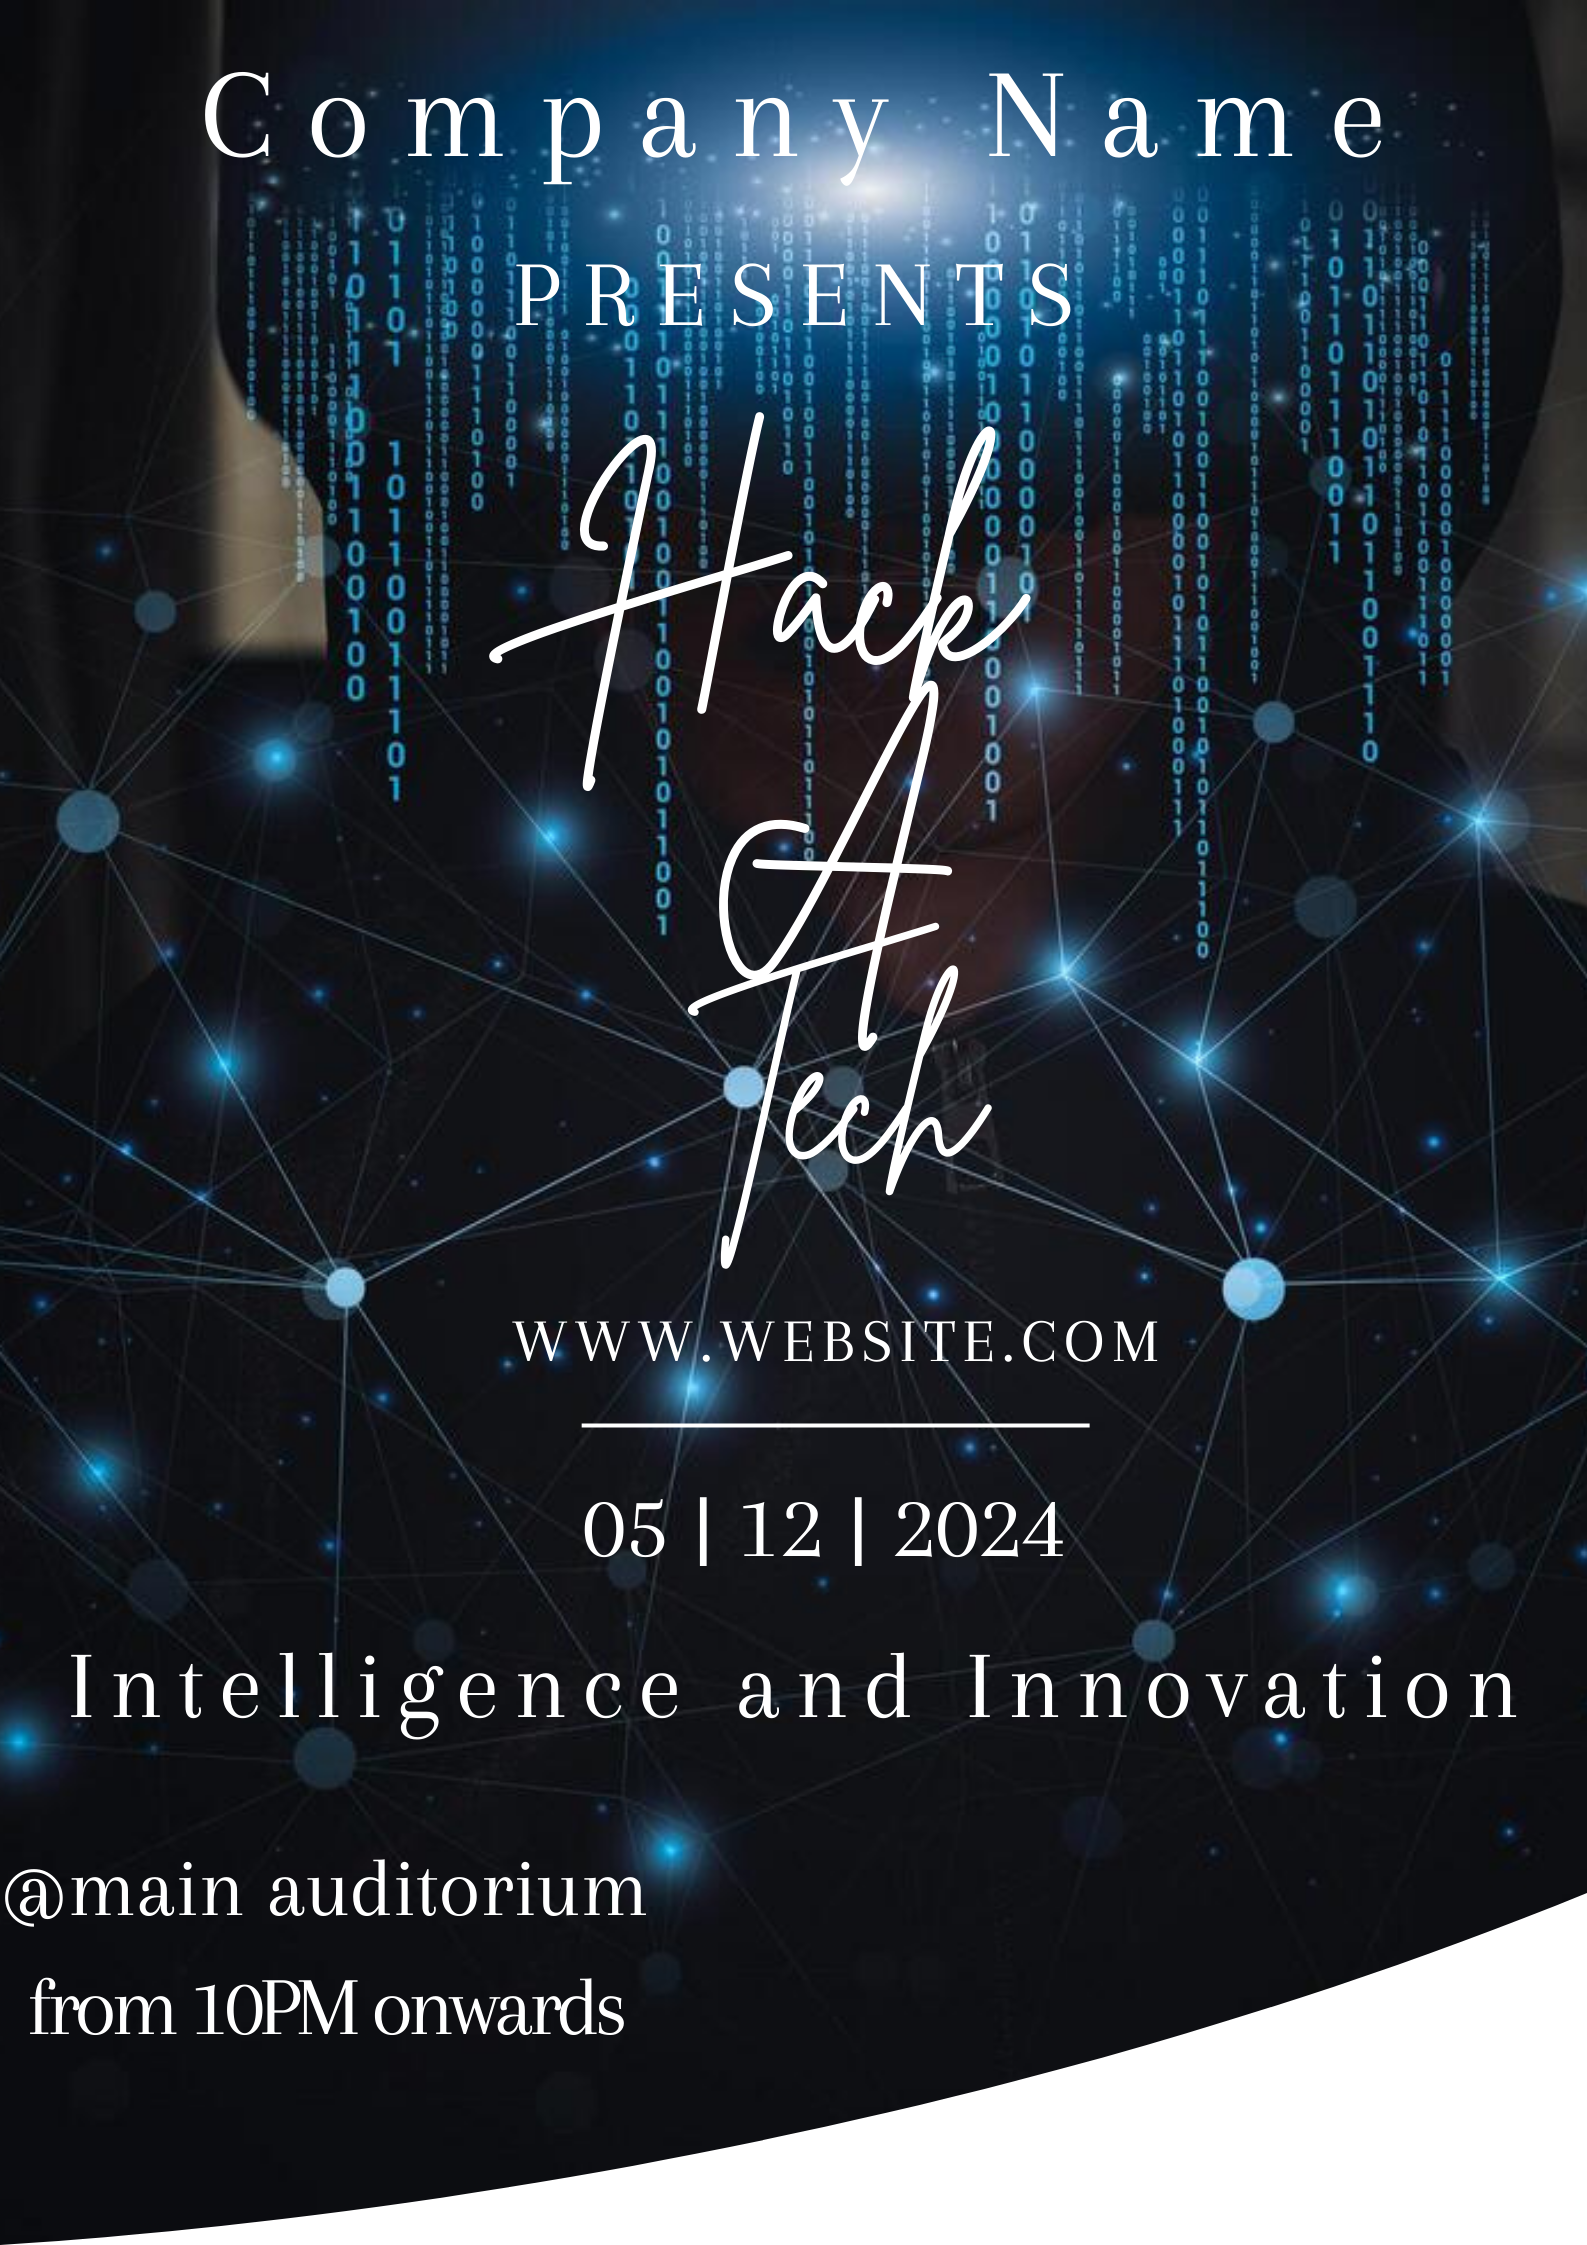 Company Name
PRESENTS
Hack
A
Tech
WWW.WEBSITE.COM
05 | 12 | 2024
Intelligence and Innovation
@main auditorium
from 10PM onwards